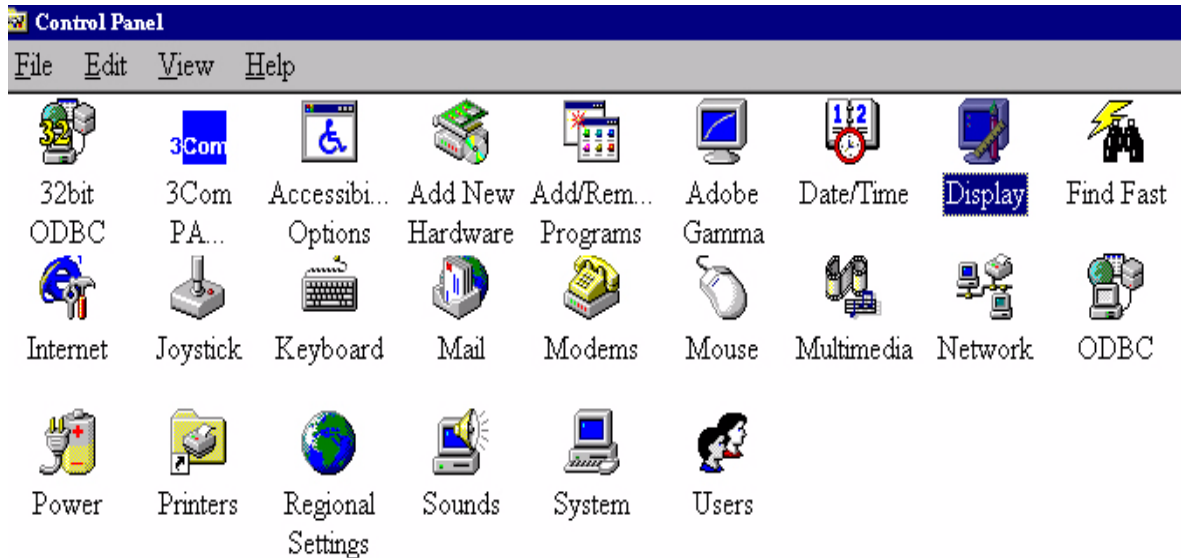 Control Panel
File Edit View Help
32
3Com
12
32bit ODBC
3Com PA...
Accessibi... Options
Add New Hardware
Add/Rem... Programs
Adobe Gamma
Date/Time
Display
Find Fast
Internet
Joystick
Keyboard
Mail
Modems
Mouse
Multimedia
Network
ODBC
Power
Printers
Regional Settings
Sounds
System
Users